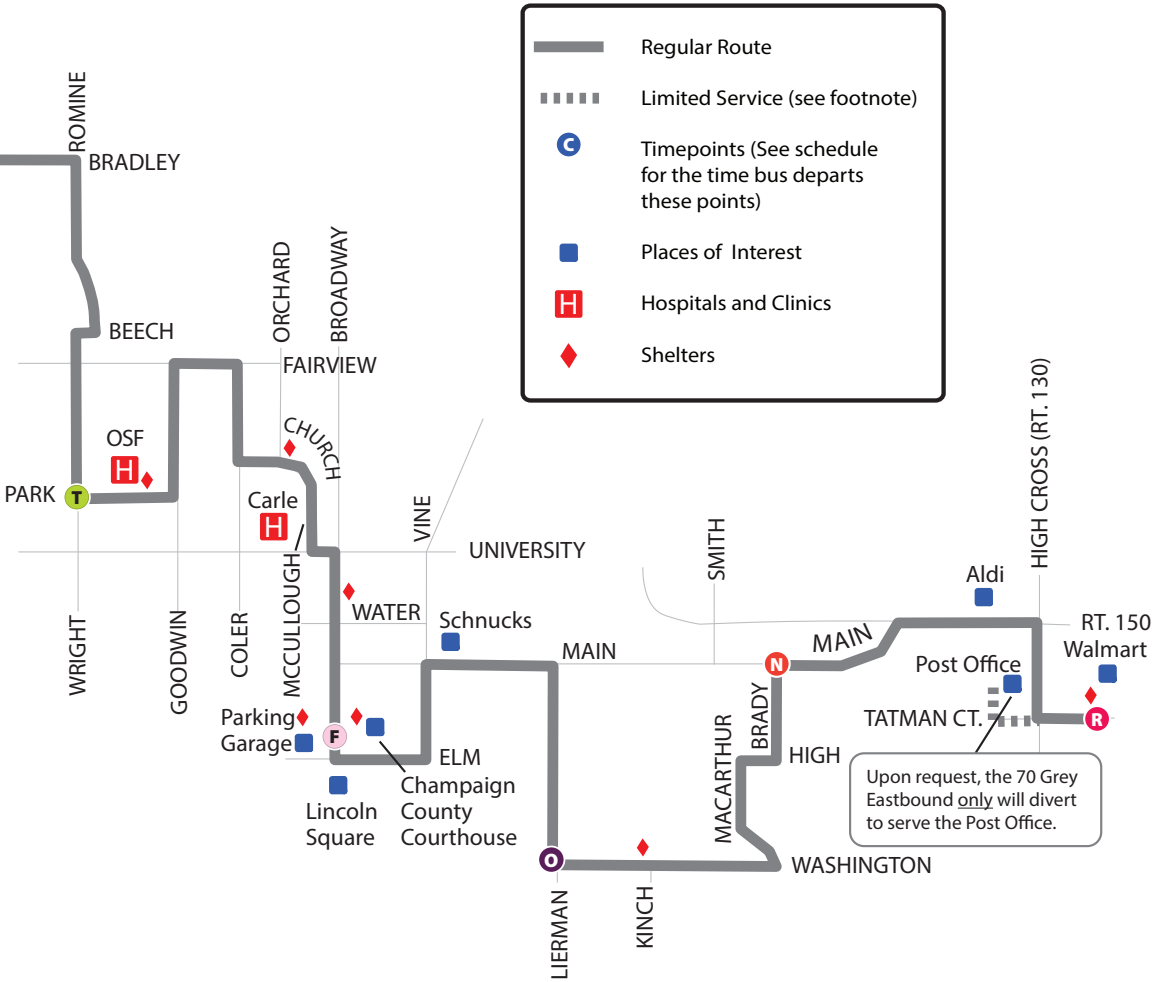 Regular Route
Limited Service (see footnote)
C
Timepoints (See schedule
for the time bus departs
these points)
Places of Interest
H
Hospitals and Clinics
Shelters
ROMINE
BRADLEY
ORCHARD
BROADWAY
BEECH
FAIRVIEW
CHURCH
OSF
H
PARK
T
Carle
H
VINE
UNIVERSITY
SMITH
HIGH CROSS (RT. 130)
WRIGHT
GOODWIN
COLER
MCCULLOUGH
WATER
Schnucks
MAIN
Aldi
RT. 150
Walmart
MAIN
N
Post Office
TATMAN CT.
R
Parking
Garage
F
ELM
Champaign
County
Courthouse
Lincoln
Square
BRADY
MACARTHUR
HIGH
Upon request, the 70 Grey
Eastbound only will divert
to serve the Post Office.
O
WASHINGTON
LIERMAN
KINCH